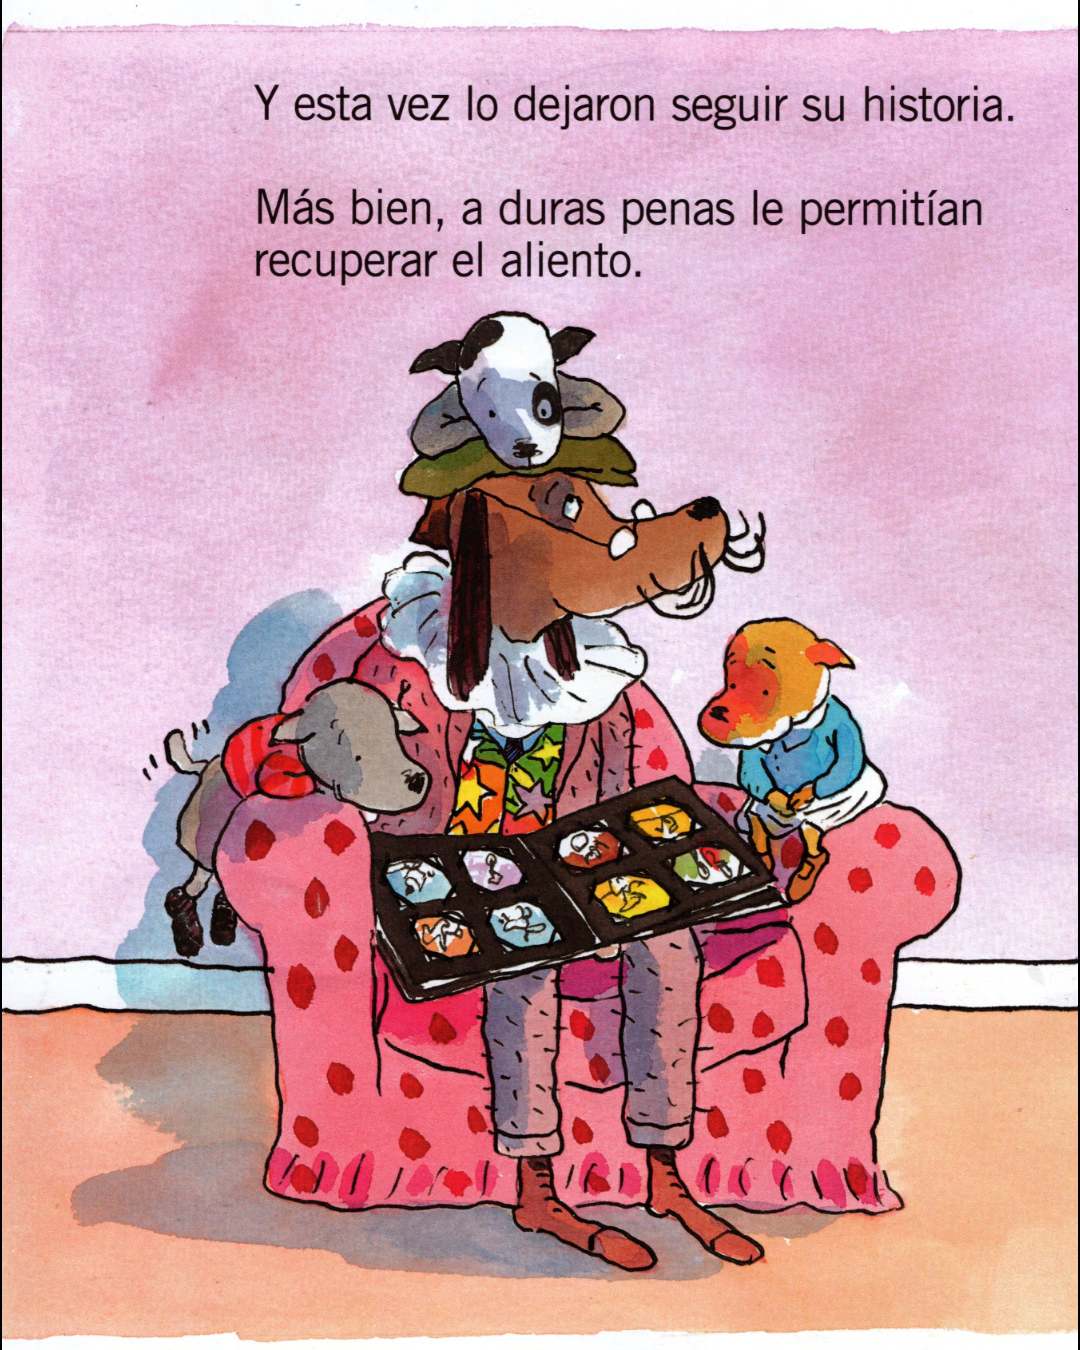 Y esta vez lo dejaron seguir su historia.
Más bien, a duras penas le permitían
recuperar el aliento.